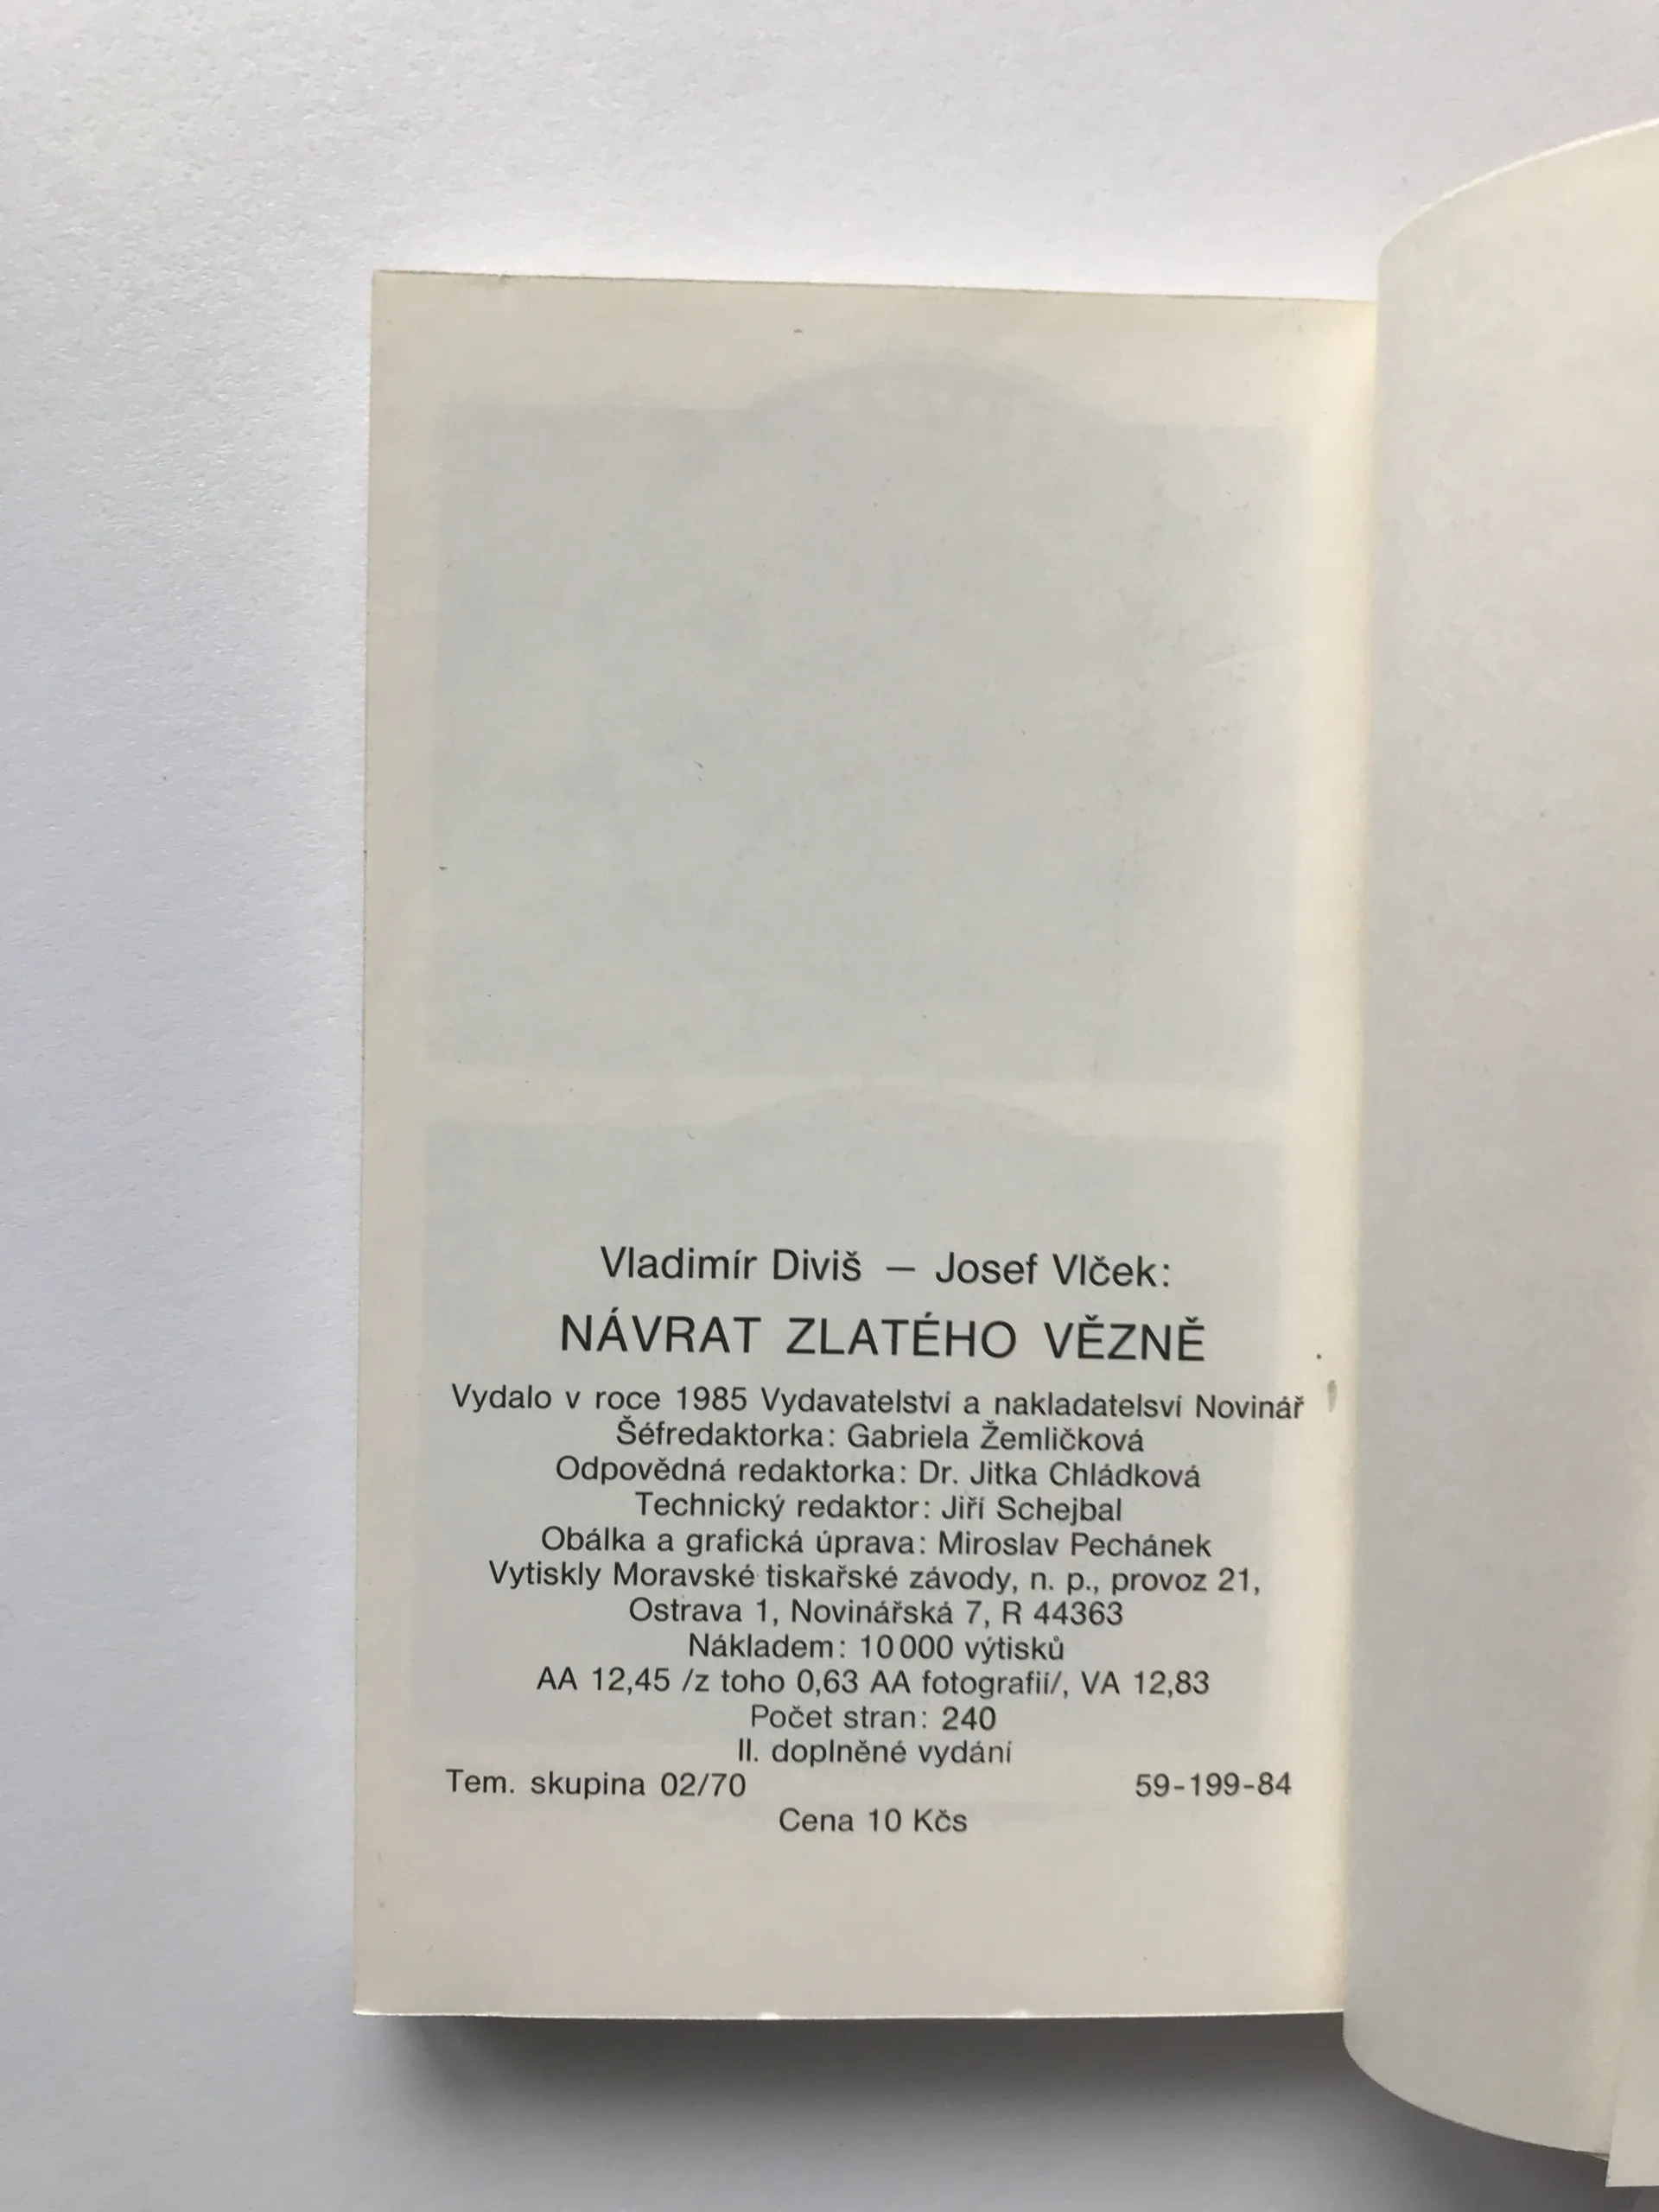 Vladimír Diviš — Josef Vlček:
NÁVRAT ZLATÉHO VĚZNĚ
Vydalo v roce 1985 Vydavatelství a nakladatelsví Novinář
Šéfredaktorka: Gabriela Žemličková
Odpovědná redaktorka: Dr. Jitka Chládková
Technický redaktor: Jiří Schejbal
Obálka a grafická úprava: Miroslav Pechánek
Vytiskly Moravské tiskařské závody, n. p., provoz 21,
Ostrava 1, Novinářská 7, R 44363
Nákladem: 10 000 výtisků
AA 12,45 /z toho 0,63 AA fotografií/, VA 12,83
Počet stran: 240
II. doplněné vydání
Tem. skupina 02/70 59-199-84
Cena 10 Kčs